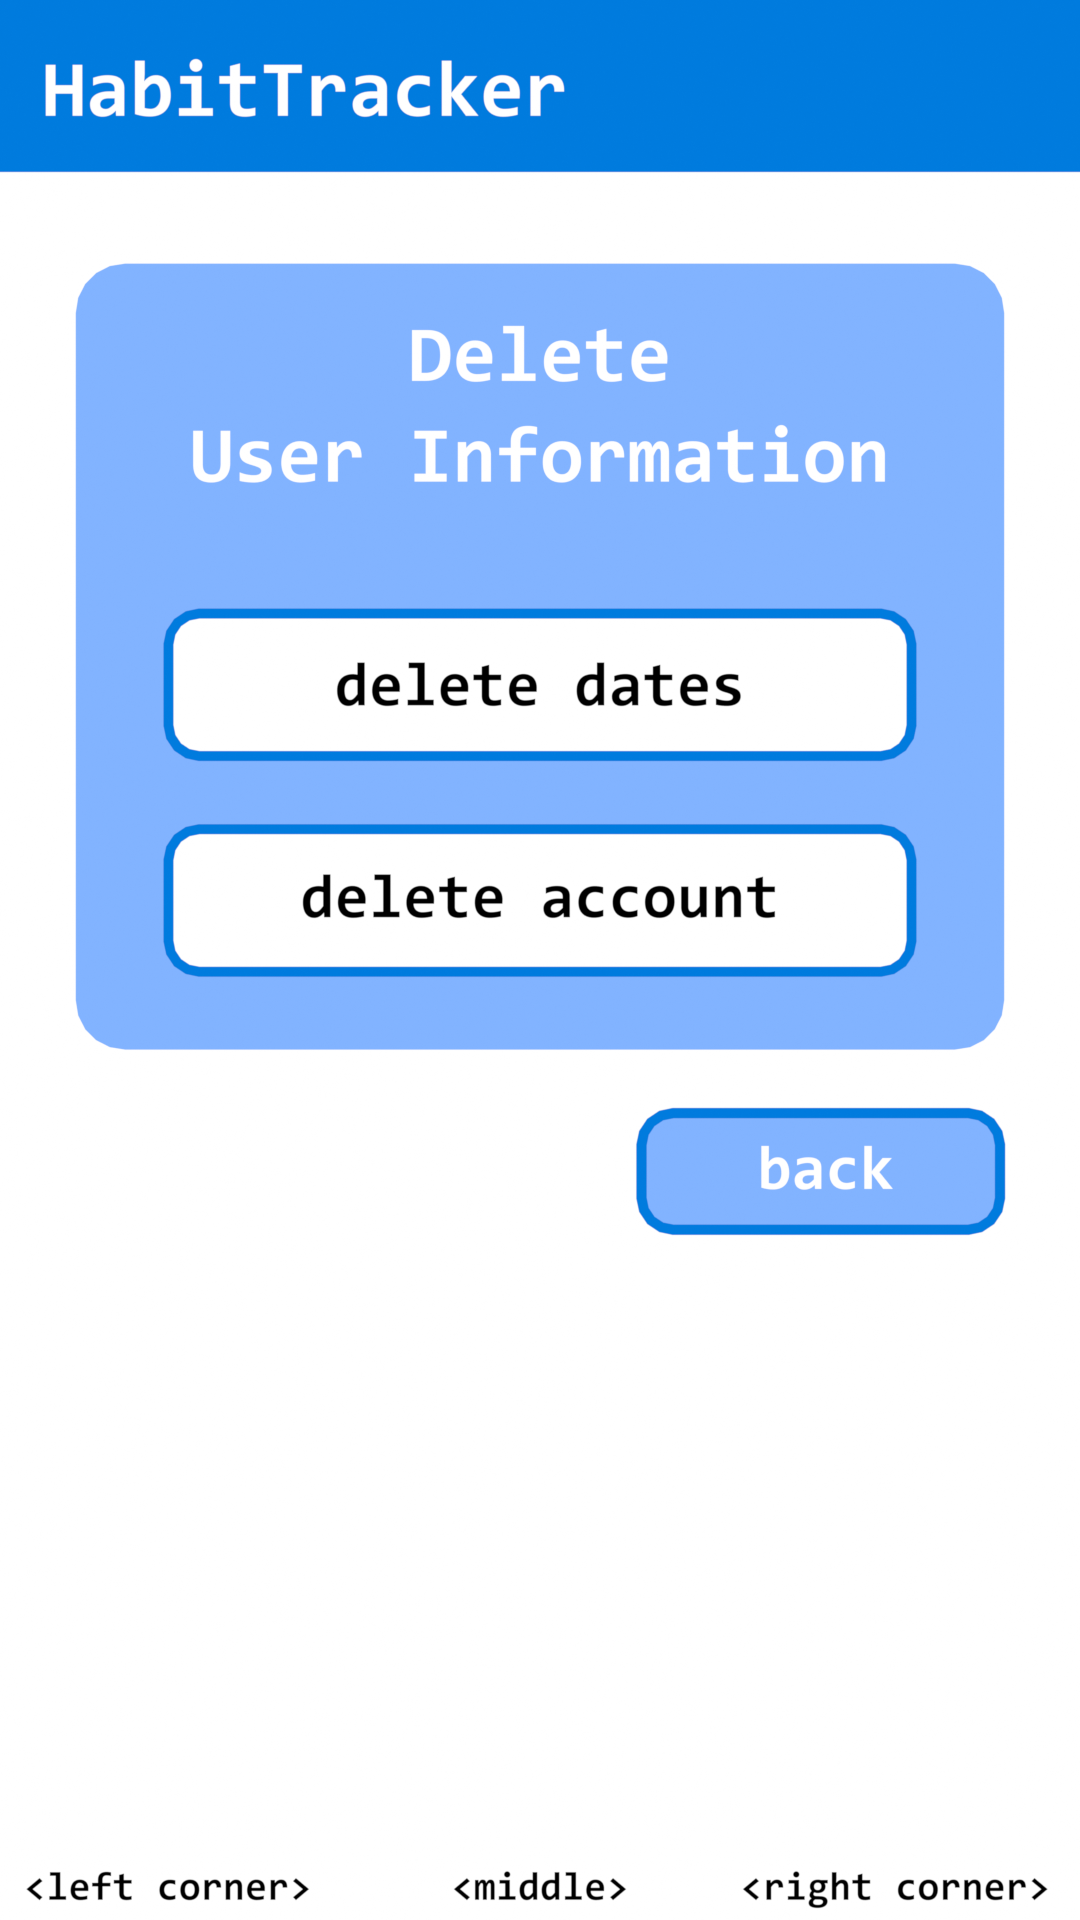 HabitTracker
Delete
User Information
delete dates
delete account
back
<left corner> <middle> <right corner>